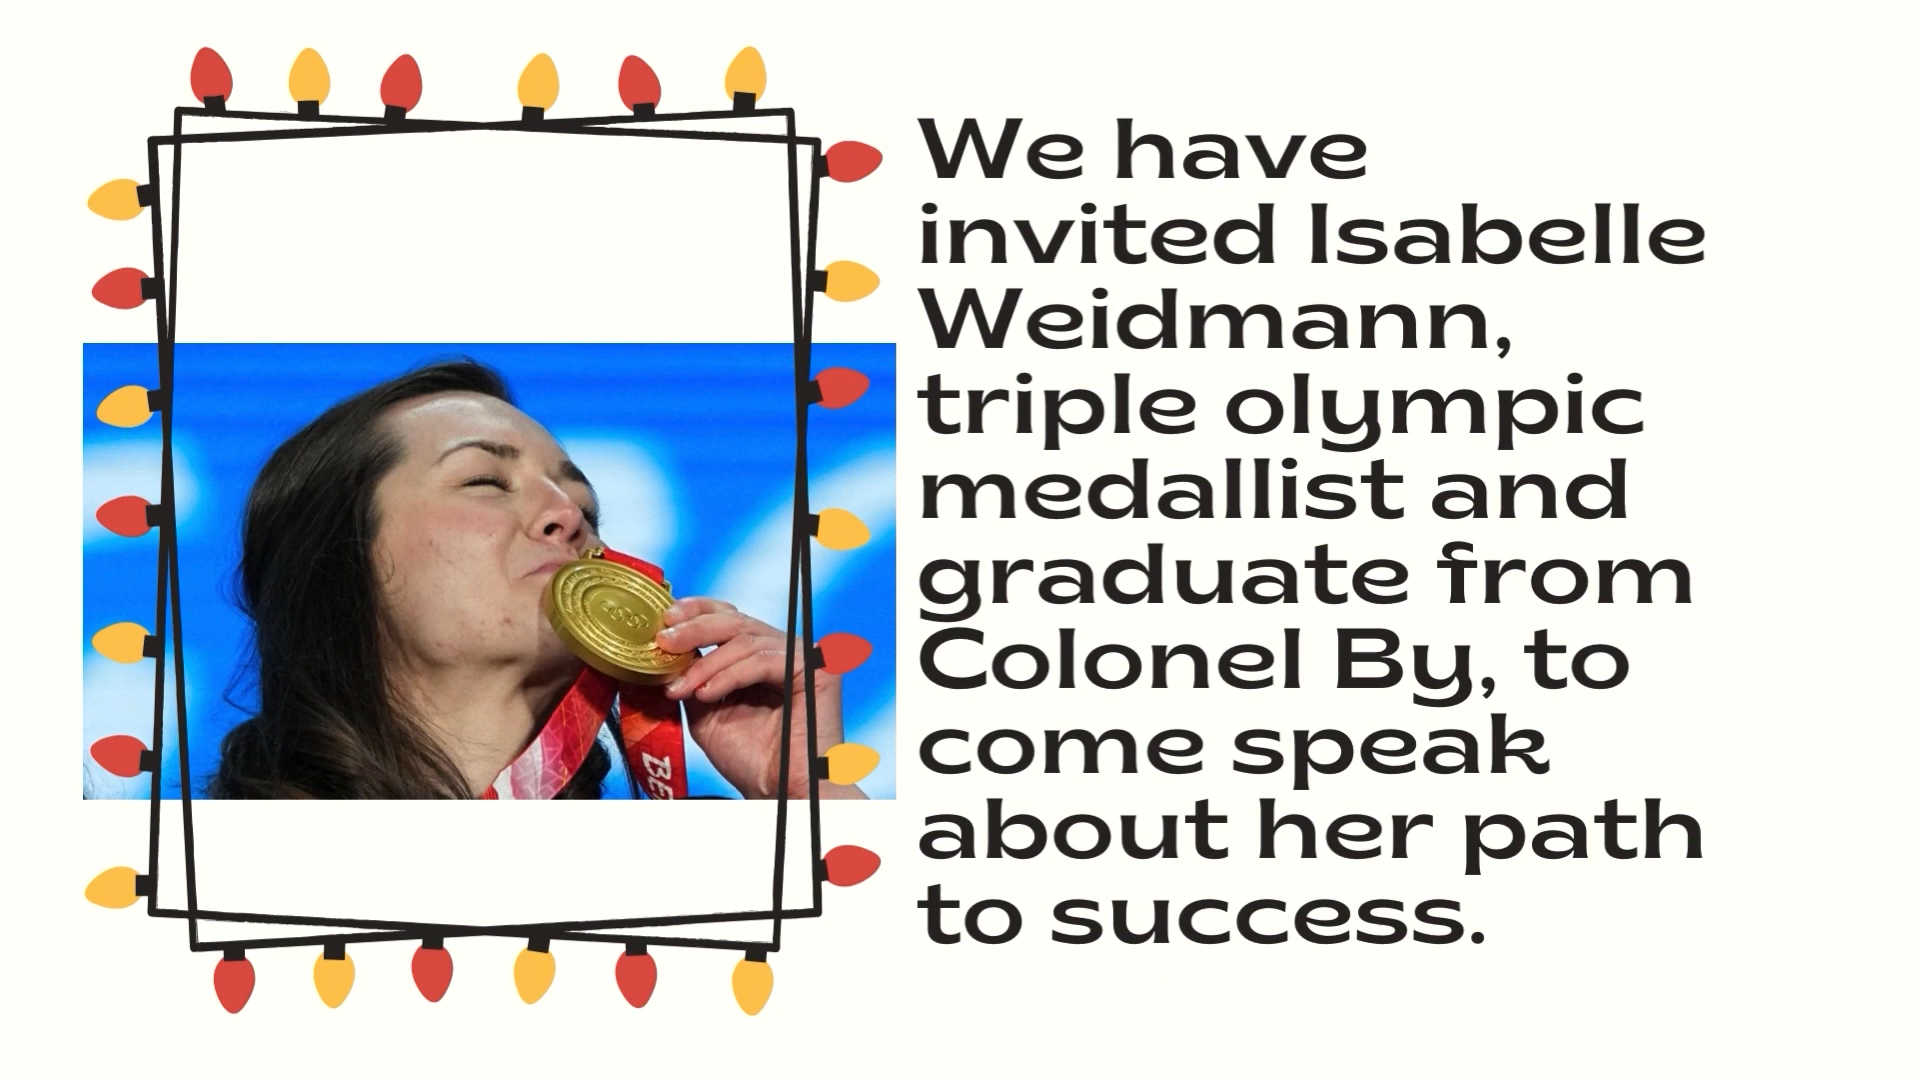 We have
invited Isabelle
Weidmann,
triple olympic
medallist and
graduate from
Colonel By, to
come speak
about her path
to success.